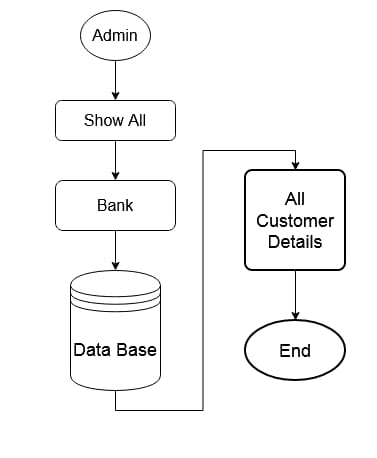 Admin
Show All
Bank
Data Base
All
Customer
Details
End